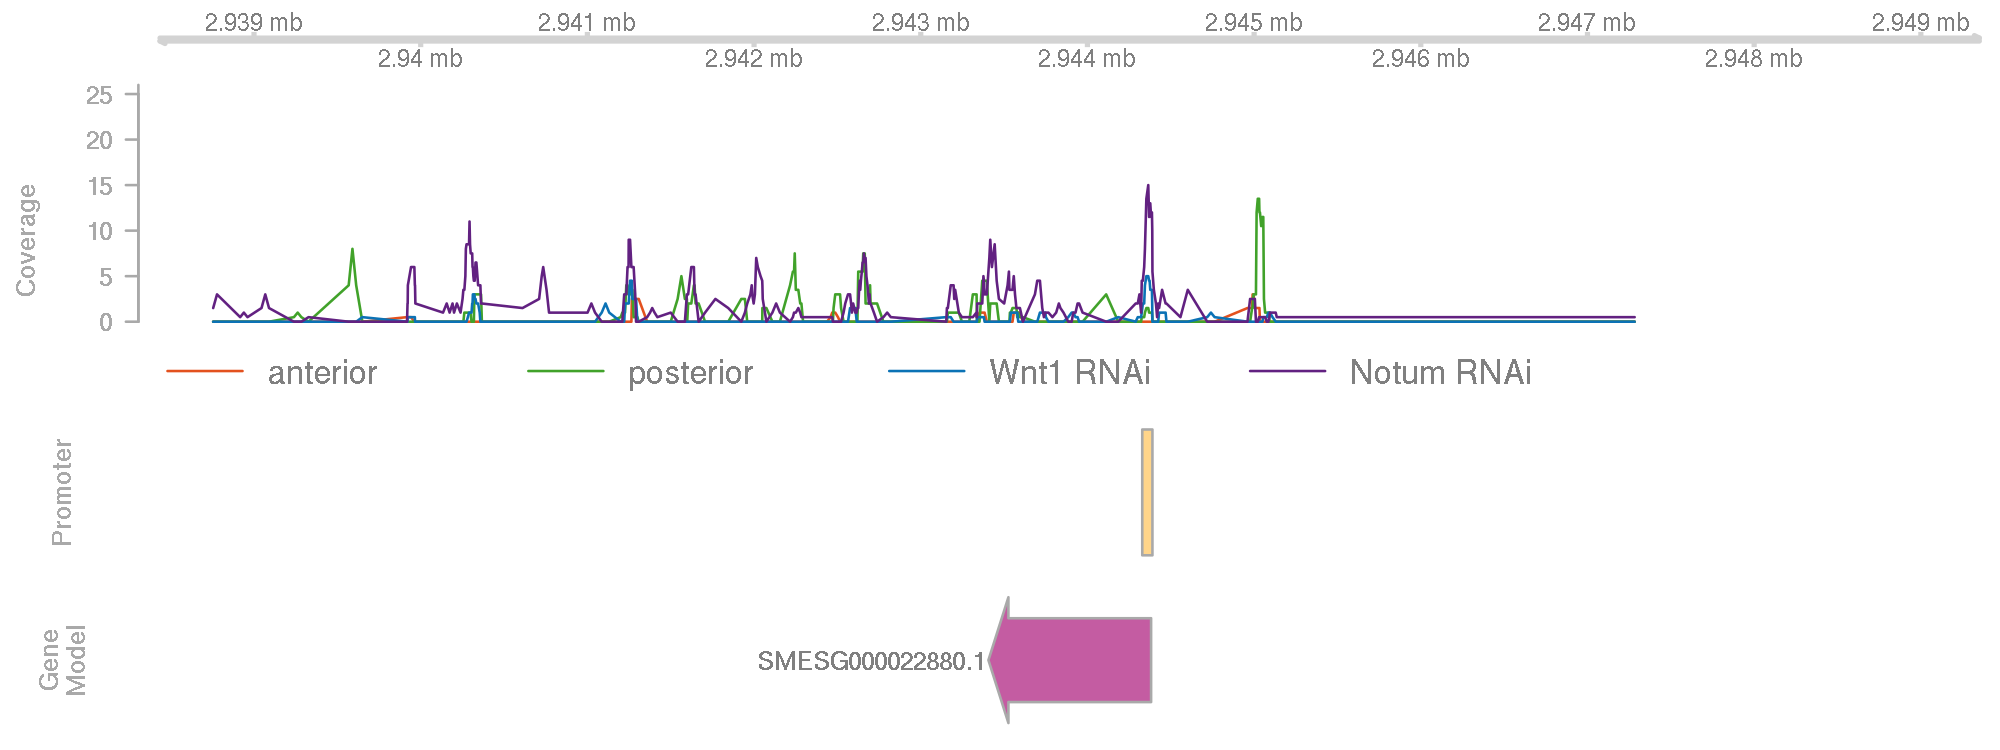 2.939 mb 2.941 mb 2.943 mb 2.945 mb 2.947 mb 2.949 mb
2.94 mb 2.942 mb 2.944 mb 2.946 mb 2.948 mb
25
20
15
10
5
0
Coverage
anterior posterior Wnt1 RNAi Notum RNAi
Promoter
Gene
Model
SMESG000022880.1